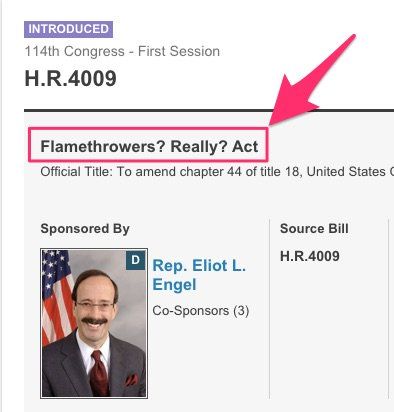 INTRODUCED
114th Congress - First Session
H.R.4009
Flamethrowers? Really? Act
Official Title: To amend chapter 44 of title 18, United States
Sponsored By
Source Bill
D
Rep. Eliot L.
Engel
H.R.4009
Co-Sponsors (3)